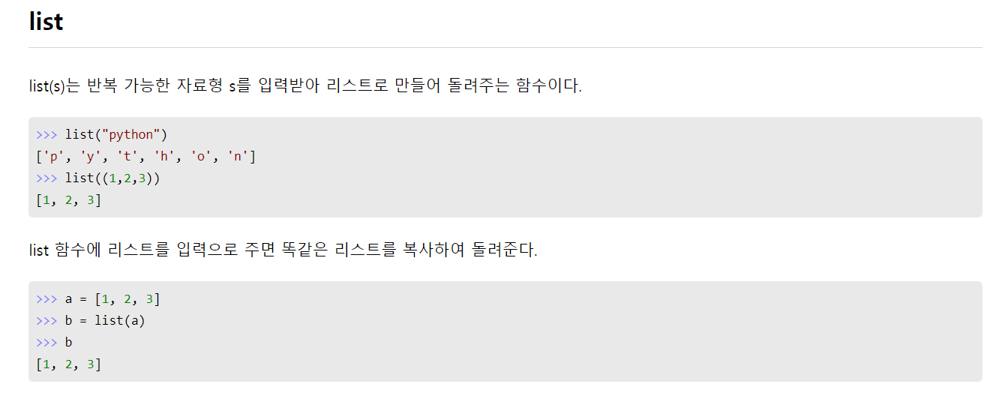 list
list(s)는 반복 가능한 자료형 s를 입력받아 리스트로 만들어 돌려주는 함수이다.
>>> list("python")
['p', 'y', 't', 'h', 'o', 'n']
>>> list((1,2,3))
[1, 2, 3]
list 함수에 리스트를 입력으로 주면 똑같은 리스트를 복사하여 돌려준다.
>>> a = [1, 2, 3]
>>> b = list(a)
>>> b
[1, 2, 3]